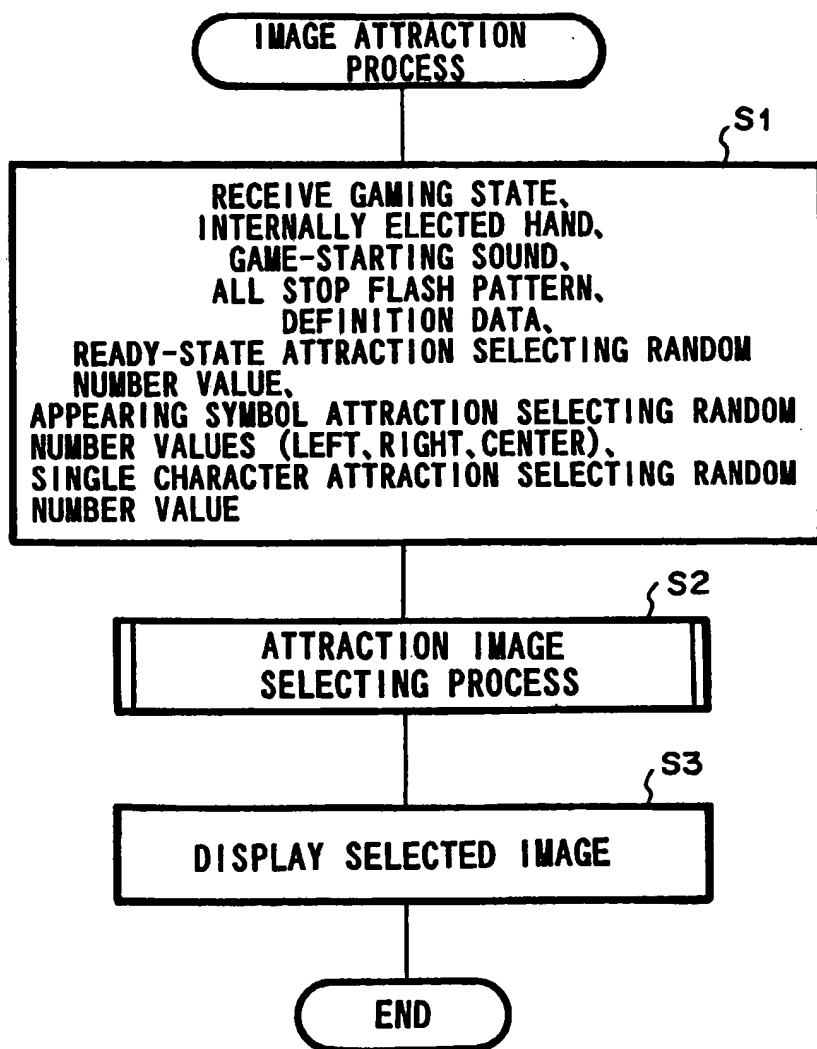 IMAGE ATTRACTION
PROCESS
S1
RECEIVE GAMING STATE、
INTERNALLY ELECTED HAND、
GAME-STARTING SOUND、
ALL STOP FLASH PATTERN、
DEFINITION DATA、
READY-STATE ATTRACTION SELECTING RANDOM
NUMBER VALUE、
APPEARING SYMBOL ATTRACTION SELECTING RANDOM
NUMBER VALUES (LEFT、RIGHT、CENTER)、
SINGLE CHARACTER ATTRACTION SELECTING RANDOM
NUMBER VALUE
S2
ATTRACTION IMAGE
SELECTING PROCESS
S3
DISPLAY SELECTED IMAGE
END